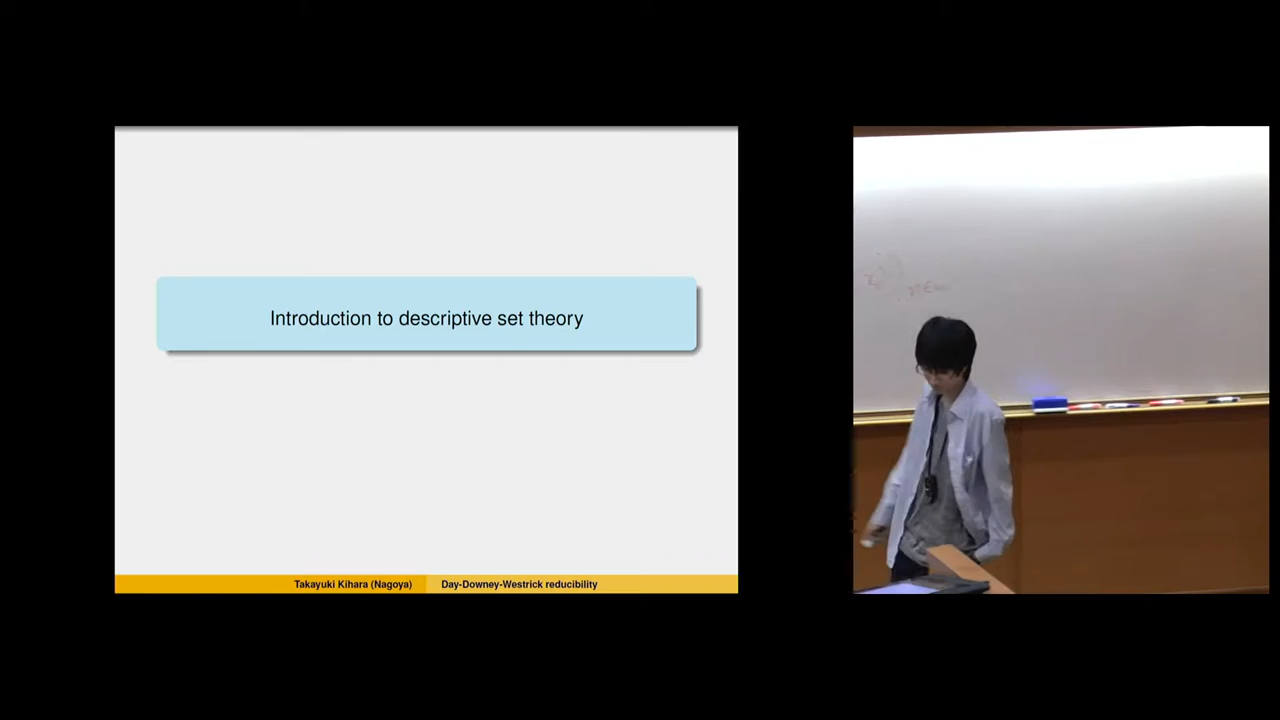 Introduction to descriptive set theory
Takayuki Kihara (Nagoya)
Day-Downey-Westrick reducibility